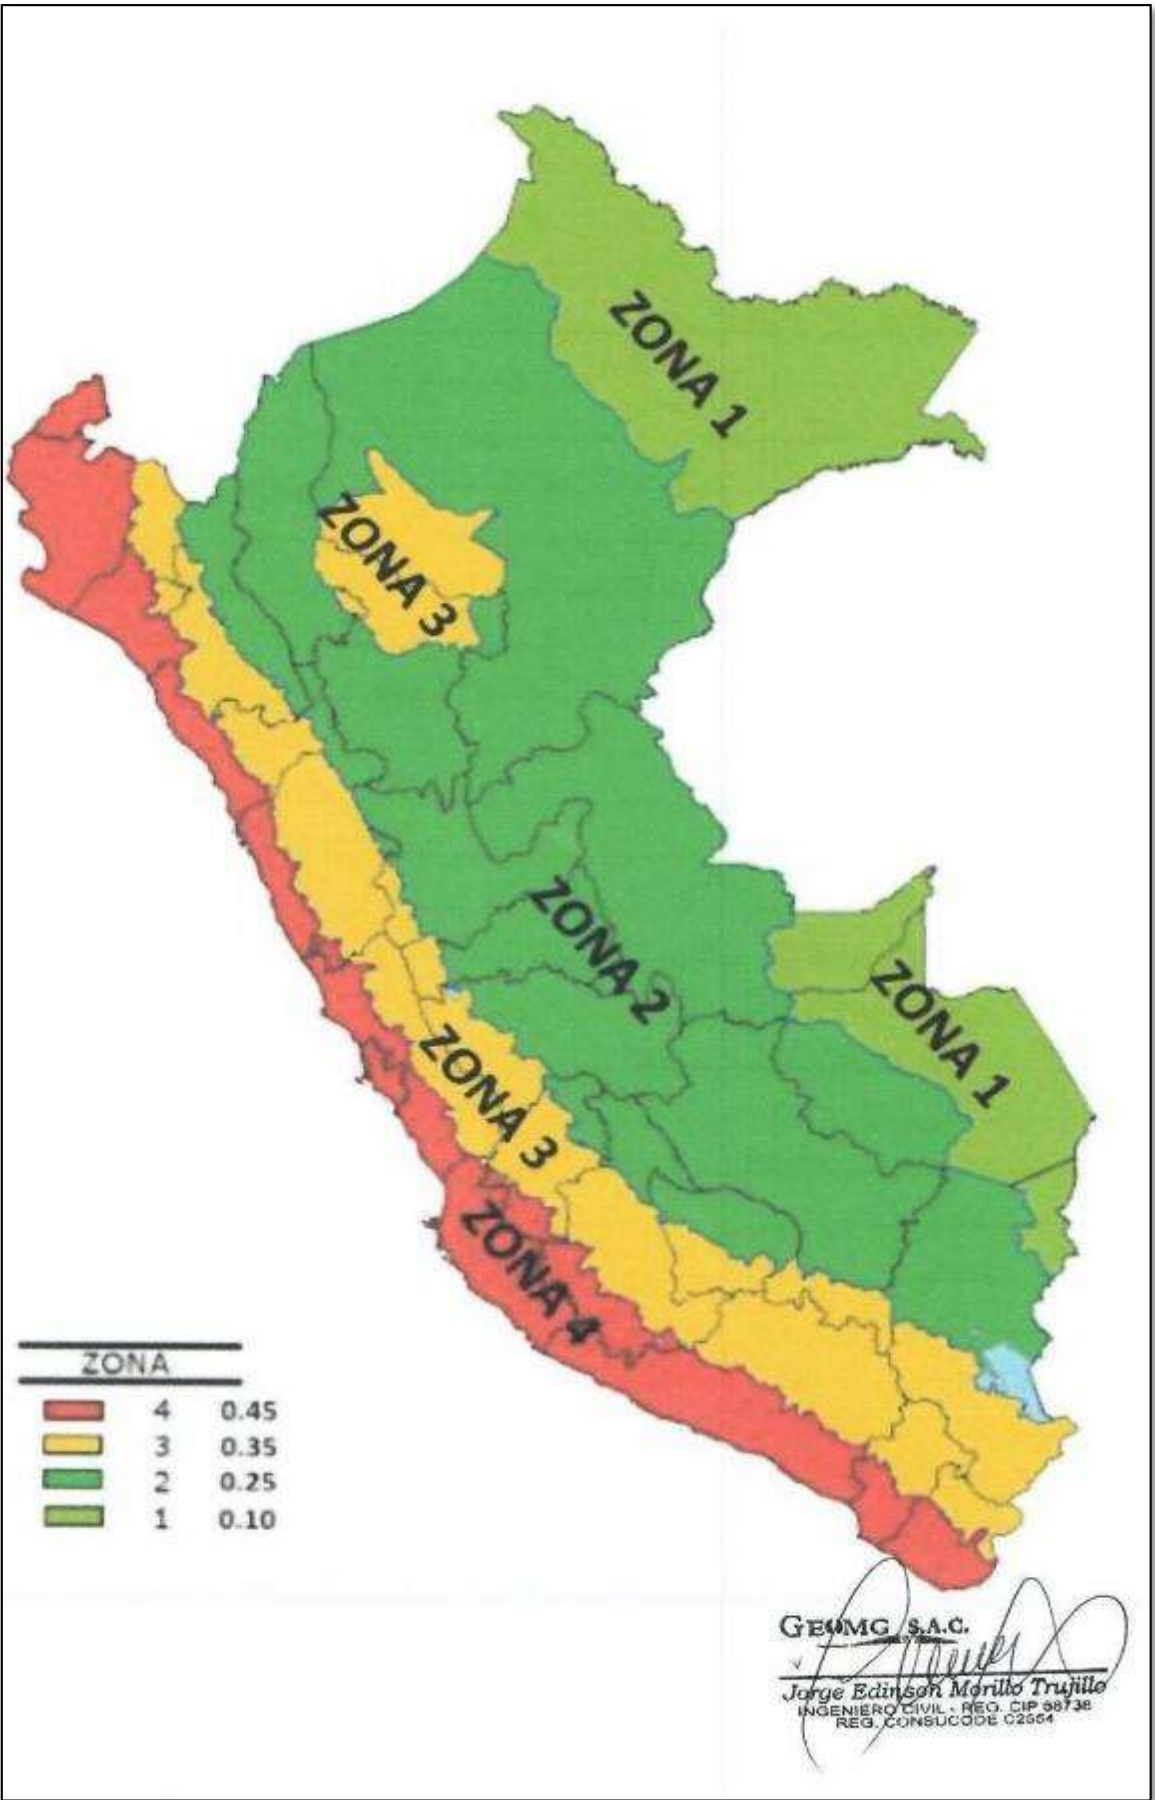 ZONA 1
ZONA 3
ZONA 2
ZONA 1
ZONA 3
ZONA 4
ZONA
4 0.45
3 0.35
2 0.25
1 0.10
GEOMG S.A.C.
Jorge Edinson Morillo Trujillo
INGENIERO CIVIL - REG. CIP 68738
REG. CONSUCODE C2554